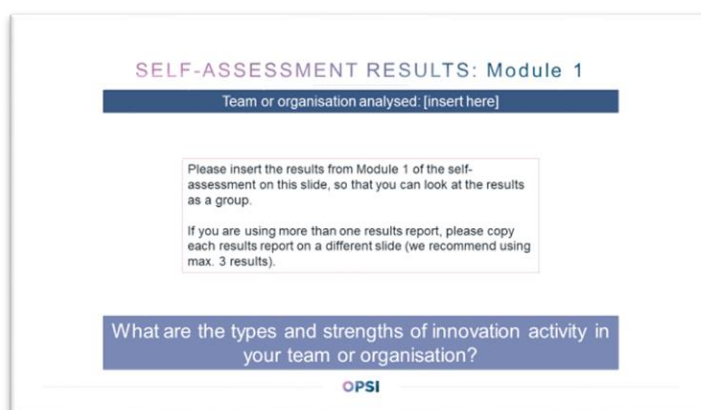 SELF-ASSESSMENT RESULTS: Module 1
Team or organisation analysed: [insert here]
Please insert the results from Module 1 of the self-
assessment on this slide, so that you can look at the results
as a group.
If you are using more than one results report, please copy
each results report on a different slide (we recommend using
max. 3 results).
What are the types and strengths of innovation activity in
your team or organisation?
OPSI